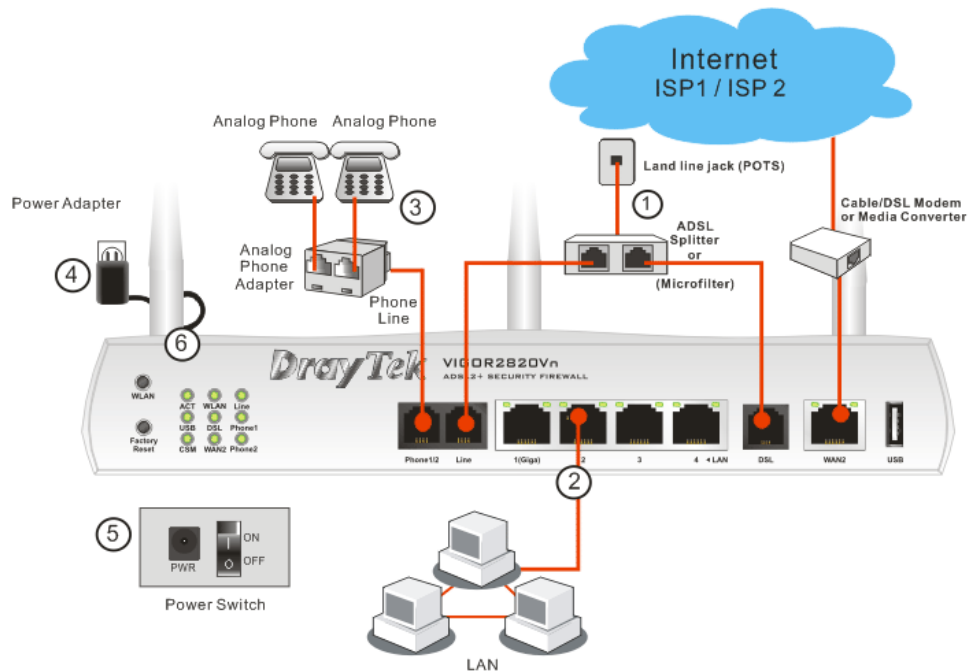 Internet
ISP1 / ISP 2
Analog Phone
Analog Phone
Land line jack (POTS)
1
3
Power Adapter
Cable/DSL Modem
or Media Converter
ADSL
Splitter
or
(Microfilter)
4
Analog
Phone
Adapter
Phone
Line
6
DrayTek
VIGOR2820Vn
ADSL2+ SECURITY FIREWALL
WLAN
ACT WLAN Line
USB DSL Phone1
CSM WAN2 Phone2
Factory
Reset
Phone1/2
Line
1(Giga)
2
3
4 ◄LAN
DSL
WAN2
USB
2
5
PWR
ON
I
O
OFF
Power Switch
LAN